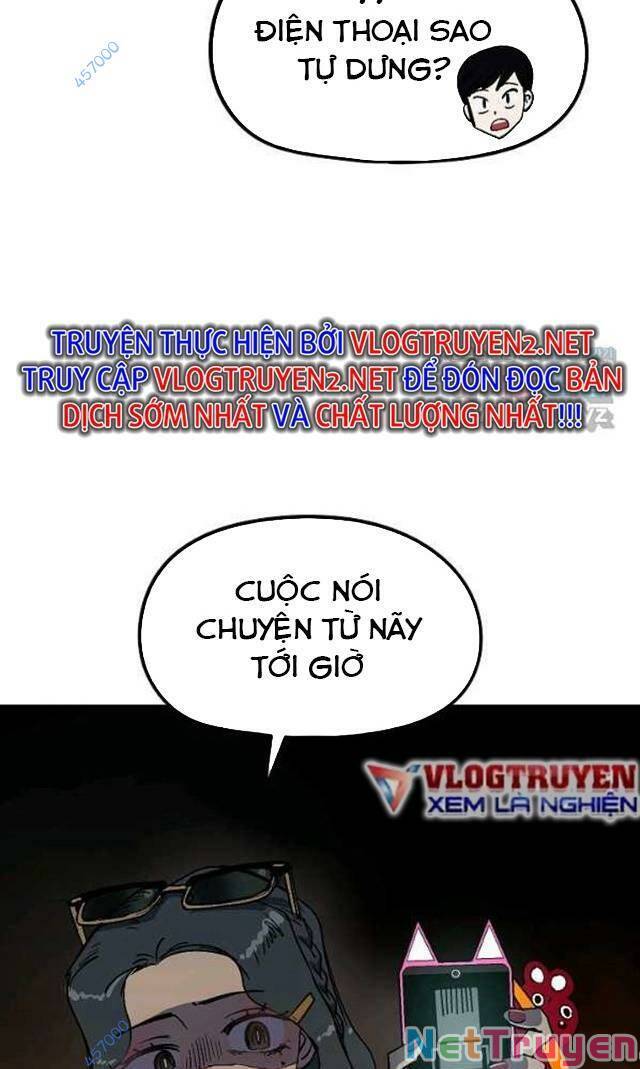 ĐIỆN THOẠI SAO
TỰ DƯNG?
457000
TRUYỆN THỰC HIỆN BỞI VLOGTRUYEN2.NET
TRUY CẬP VLOGTRUYEN2.NET ĐỂ ĐÓN ĐỌC BẢN
DỊCH SỚM NHẤT VÀ CHẤT LƯỢNG NHẤT!!!
CUỘC NÓI
CHUYỆN TỪ NÃY
TỚI GIỜ
VLOGTRUYEN
XEM LÀ NGHIỆN
457000
NetTruyen